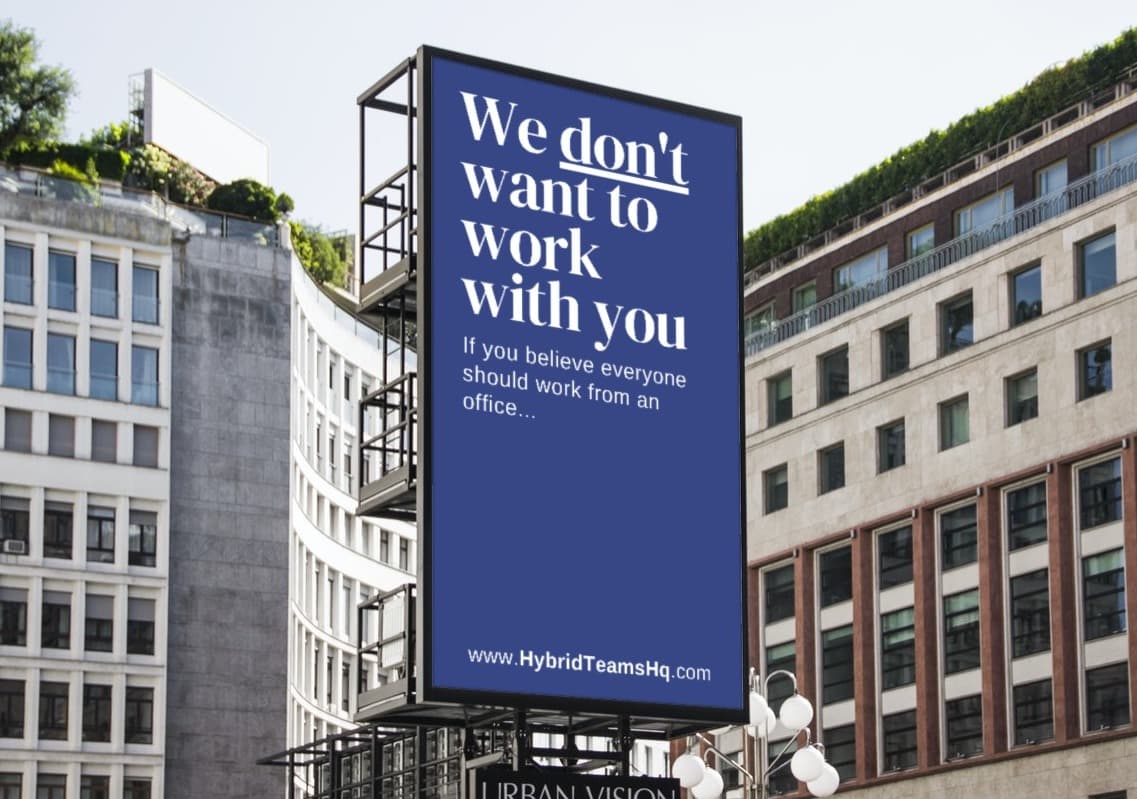 We don't
want to
work
with you
If you believe everyone
should work from an
office...
www.HybridTeamsHq.com
URBAN VISION